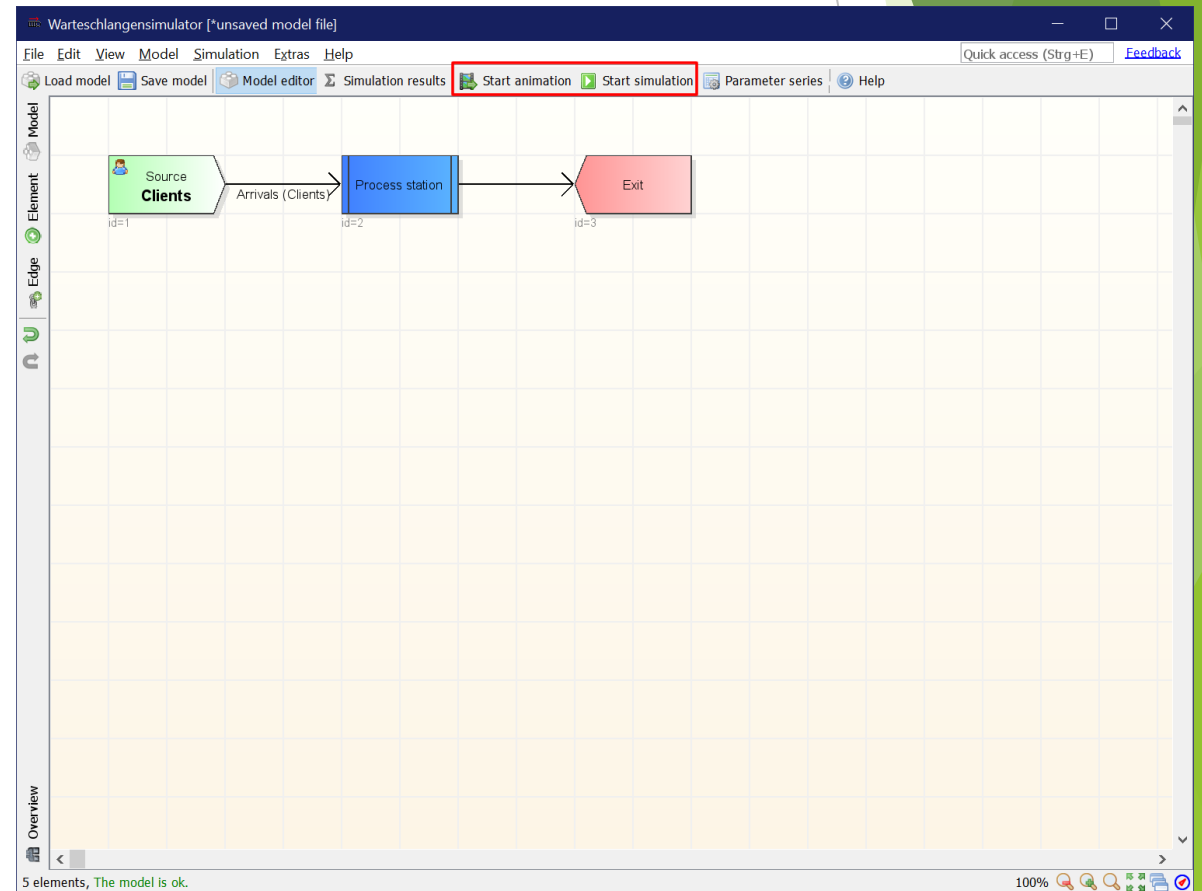 Warteschlangensimulator [*unsaved model file]
File Edit View Model Simulation Extras Help Quick access (Strg+E) Feedback
Load model Save model Model editor Σ Simulation results Start animation Start simulation Parameter series Help
Model
Element
Edge
Overview
Source
Clients
id=1
Arrivals (Clients)
Process station
id=2
Exit
id=3
5 elements, The model is ok. 100%